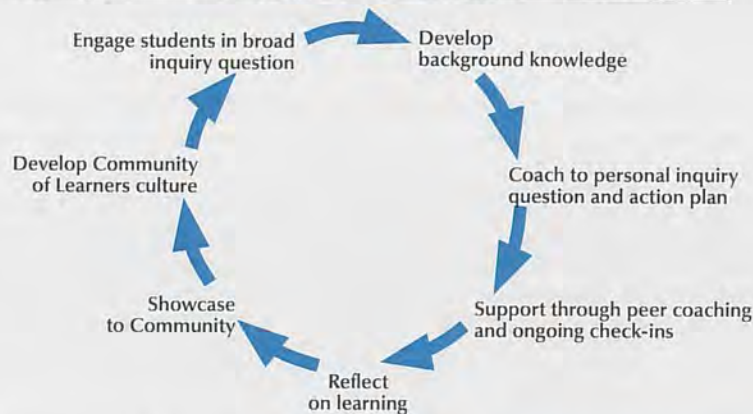 Engage students in broad
inquiry question
Develop
background knowledge
Coach to personal inquiry
question and action plan
Support through peer coaching
and ongoing check-ins
Reflect
on learning
Showcase
to Community
Develop Community
of Learners culture